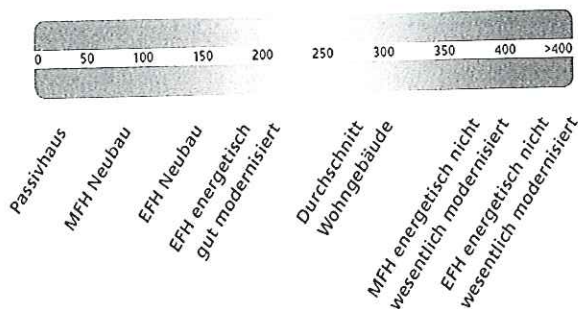 0 50 100 150 200 250 300 350 400 >400
Passivhaus
MFH Neubau
EFH Neubau
EFH energetisch
gut modernisiert
Durchschnitt
Wohngebäude
MFH energetisch nicht
wesentlich modernisiert
EFH energetisch nicht
wesentlich modernisiert